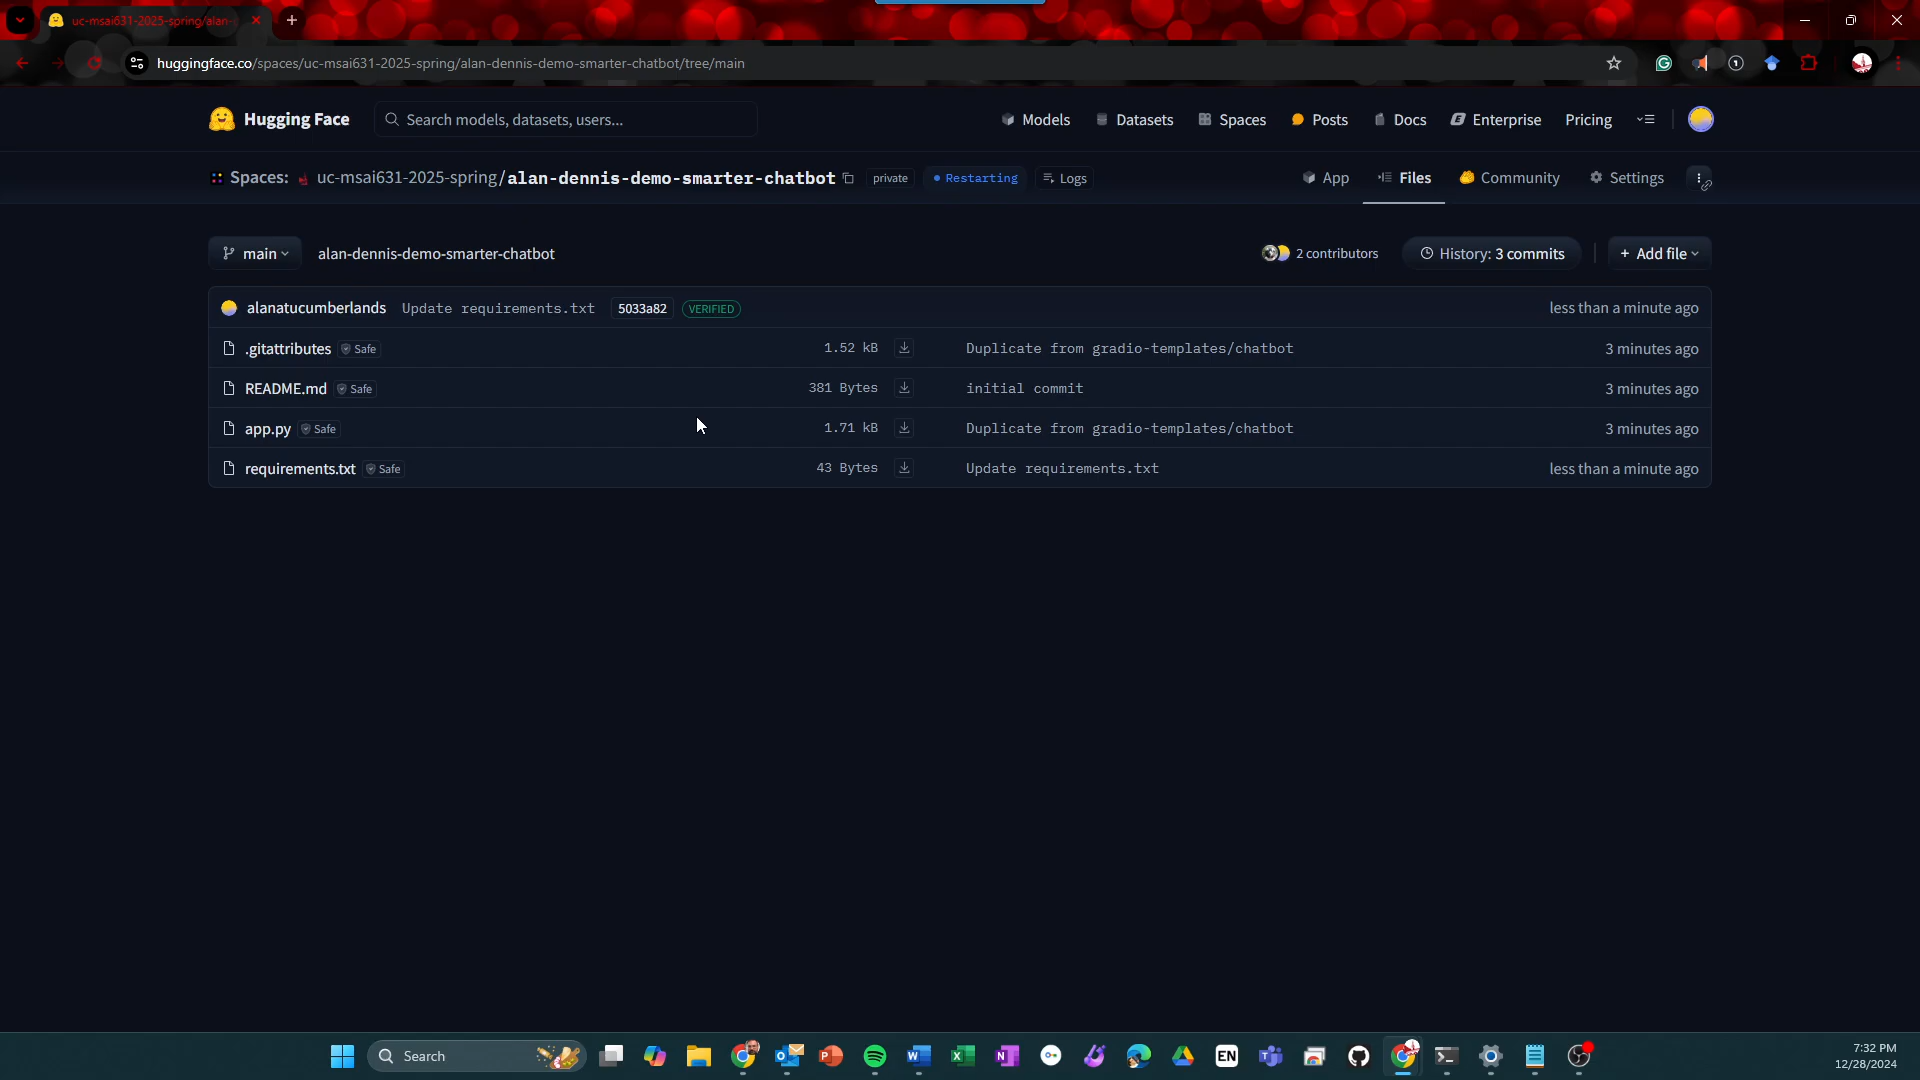 uc-msai631-2025-spring/alan-d
huggingface.co/spaces/uc-msai631-2025-spring/alan-dennis-demo-smarter-chatbot/tree/main
Hugging Face Search models, datasets, users... Models Datasets Spaces Posts Docs Enterprise Pricing
Spaces: uc-msai631-2025-spring/alan-dennis-demo-smarter-chatbot private Restarting Logs App Files Community Settings
main alan-dennis-demo-smarter-chatbot 2 contributors History: 3 commits + Add file
alanatucumberlands Update requirements.txt 5033a82 VERIFIED less than a minute ago
.gitattributes Safe 1.52 kB Duplicate from gradio-templates/chatbot 3 minutes ago
README.md Safe 381 Bytes initial commit 3 minutes ago
app.py Safe 1.71 kB Duplicate from gradio-templates/chatbot 3 minutes ago
requirements.txt Safe 43 Bytes Update requirements.txt less than a minute ago
Search EN 7:32 PM
12/28/2024